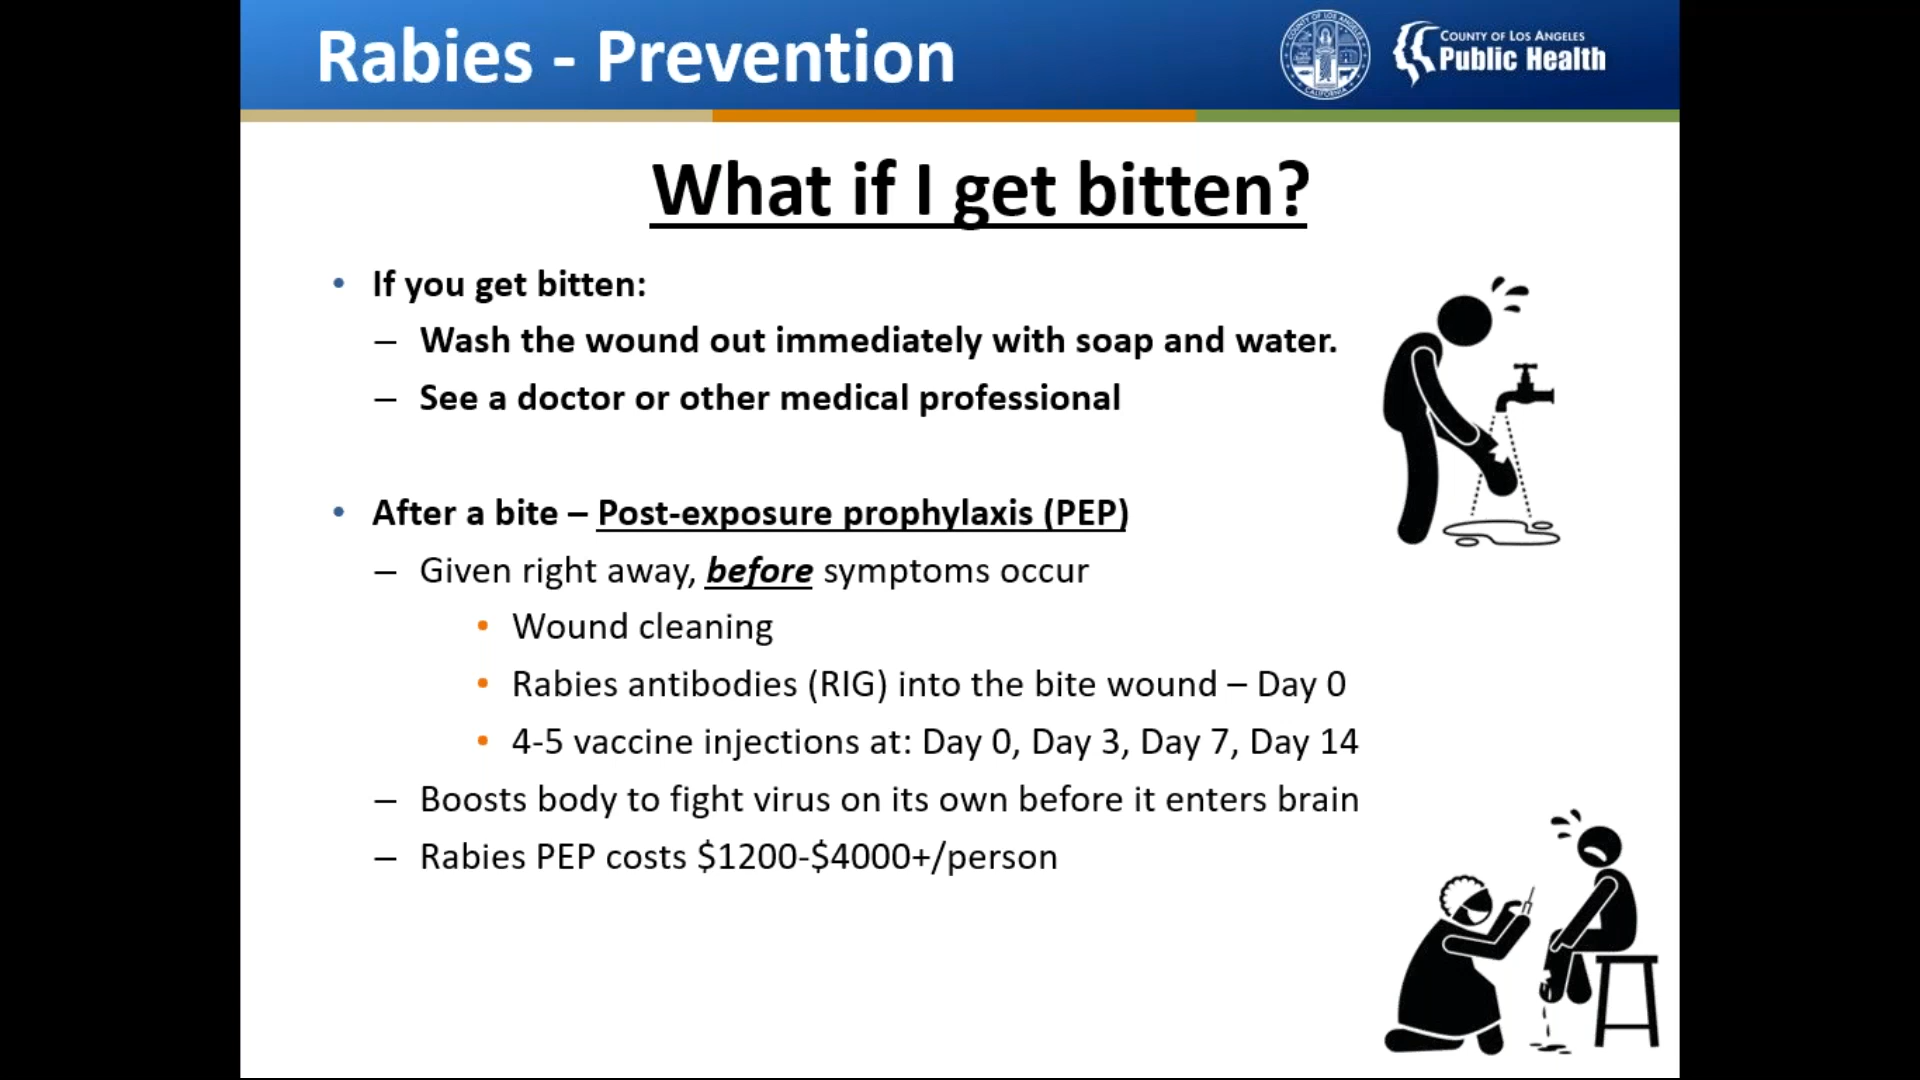 Rabies - Prevention
COUNTY OF LOS ANGELES
Public Health
What if I get bitten?
• If you get bitten:
– Wash the wound out immediately with soap and water.
– See a doctor or other medical professional
• After a bite – Post-exposure prophylaxis (PEP)
– Given right away, before symptoms occur
• Wound cleaning
• Rabies antibodies (RIG) into the bite wound – Day 0
• 4-5 vaccine injections at: Day 0, Day 3, Day 7, Day 14
– Boosts body to fight virus on its own before it enters brain
– Rabies PEP costs $1200-$4000+/person